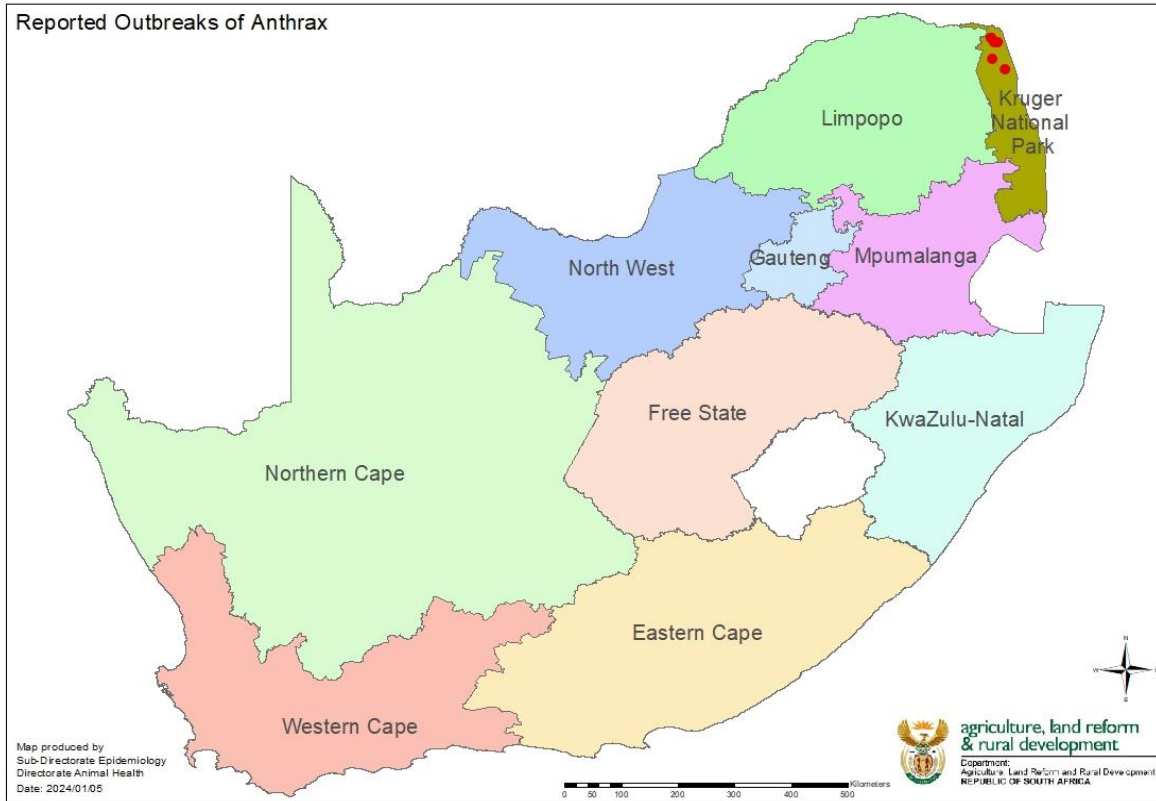 Reported Outbreaks of Anthrax
Limpopo
Kruger
National
Park
North West
Gauteng
Mpumalanga
Free State
KwaZulu-Natal
Northern Cape
Eastern Cape
Western Cape
N
W
S
Map produced by
Sub-Directorate Epidemiology
Directorate Animal Health
Date: 2024/01/05
Kilometers
0 50 100 200 300 400 500
agriculture, land reform
& rural development
Department:
Agriculture, Land Reform and Rural Development
REPUBLIC OF SOUTH AFRICA